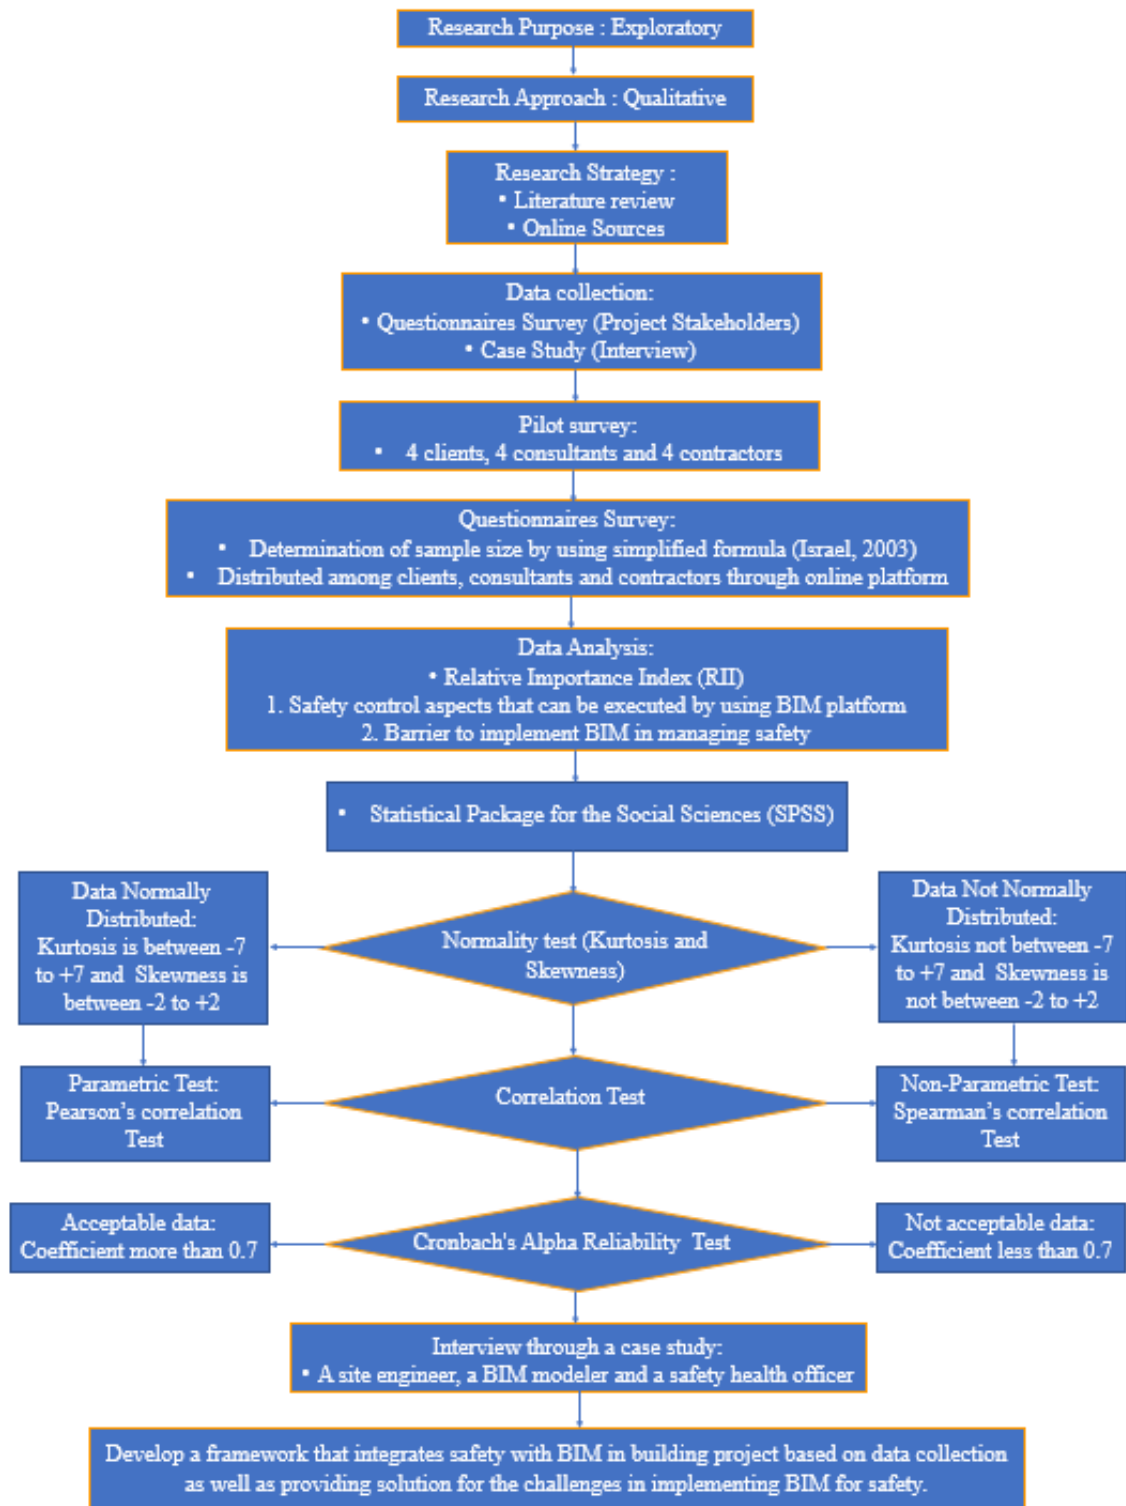 Research Purpose : Exploratory
Research Approach : Qualitative
Research Strategy :
• Literature review
• Online Sources
Data collection:
• Questionnaires Survey (Project Stakeholders)
• Case Study (Interview)
Pilot survey:
• 4 clients, 4 consultants and 4 contractors
Questionnaires Survey:
• Determination of sample size by using simplified formula (Israel, 2003)
• Distributed among clients, consultants and contractors through online platform
Data Analysis:
• Relative Importance Index (RII)
1. Safety control aspects that can be executed by using BIM platform
2. Barrier to implement BIM in managing safety
• Statistical Package for the Social Sciences (SPSS)
Data Normally
Distributed:
Kurtosis is between -7
to +7 and Skewness is
between -2 to +2
Normality test (Kurtosis and
Skewness)
Data Not Normally
Distributed:
Kurtosis not between -7
to +7 and Skewness is
not between -2 to +2
Parametric Test:
Pearson's correlation
Test
Correlation Test
Non-Parametric Test:
Spearman's correlation
Test
Acceptable data:
Coefficient more than 0.7
Cronbach's Alpha Reliability Test
Not acceptable data:
Coefficient less than 0.7
Interview through a case study:
• A site engineer, a BIM modeler and a safety health officer
Develop a framework that integrates safety with BIM in building project based on data collection
as well as providing solution for the challenges in implementing BIM for safety.